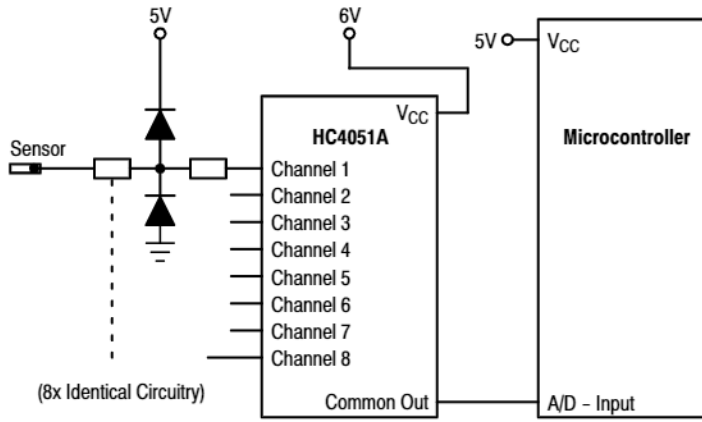 5V
6V
5V
VCC
VCC
HC4051A
Microcontroller
Sensor
Channel 1
Channel 2
Channel 3
Channel 4
Channel 5
Channel 6
Channel 7
Channel 8
(8x Identical Circuitry)
Common Out
A/D – Input